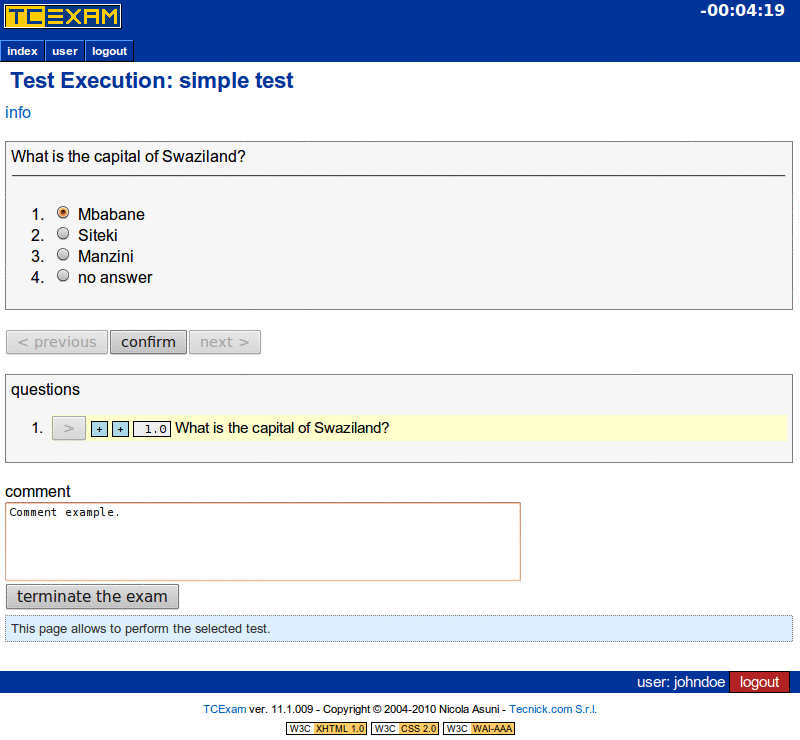 TCEXAM
-00:04:19
index user logout
Test Execution: simple test
info
What is the capital of Swaziland?
1. Mbabane
2. Siteki
3. Manzini
4. no answer
< previous confirm next >
questions
1. > + + 1.0 What is the capital of Swaziland?
comment
Comment example.
terminate the exam
This page allows to perform the selected test.
user: johndoe logout
TCExam ver. 11.1.009 - Copyright © 2004-2010 Nicola Asuni - Tecnick.com S.r.l.
W3C XHTML 1.0 W3C CSS 2.0 W3C WAI-AAA